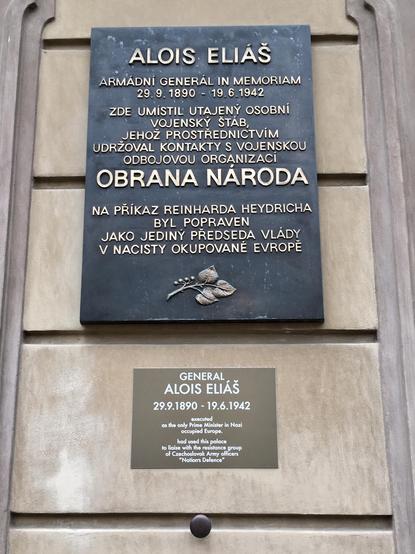 ALOIS ELIÁŠ
ARMÁDNÍ GENERÁL IN MEMORIAM
29. 9. 1890 - 19. 6. 1942
ZDE UMÍSTIL UTAJENÝ OSOBNÍ
VOJENSKÝ ŠTÁB,
JEHOŽ PROSTŘEDNICTVÍM
UDRŽOVAL KONTAKTY S VOJENSKOU
ODBOJOVOU ORGANIZACÍ
OBRANA NÁRODA
NA PŘÍKAZ REINHARDA HEYDRICHA
BYL POPRAVEN
JAKO JEDINÝ PŘEDSEDA VLÁDY
V NACISTY OKUPOVANÉ EVROPĚ
GENERAL
ALOIS ELIÁŠ
29.9.1890 - 19.6.1942
executed
as the only Prime Minister in Nazi
occupied Europe.
had used this palace
to liaise with the resistance group
of Czechoslovak Army officers
"Nation's Defence"